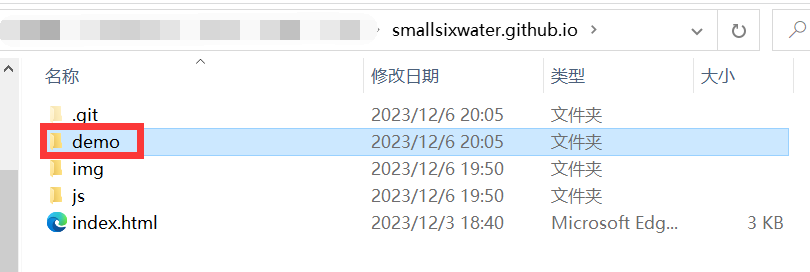 smallsixwater.github.io
名称 修改日期 类型 大小
.git 2023/12/6 20:05 文件夹
demo 2023/12/6 20:05 文件夹
img 2023/12/6 19:50 文件夹
js 2023/12/6 19:50 文件夹
index.html 2023/12/3 18:40 Microsoft Edg... 3 KB